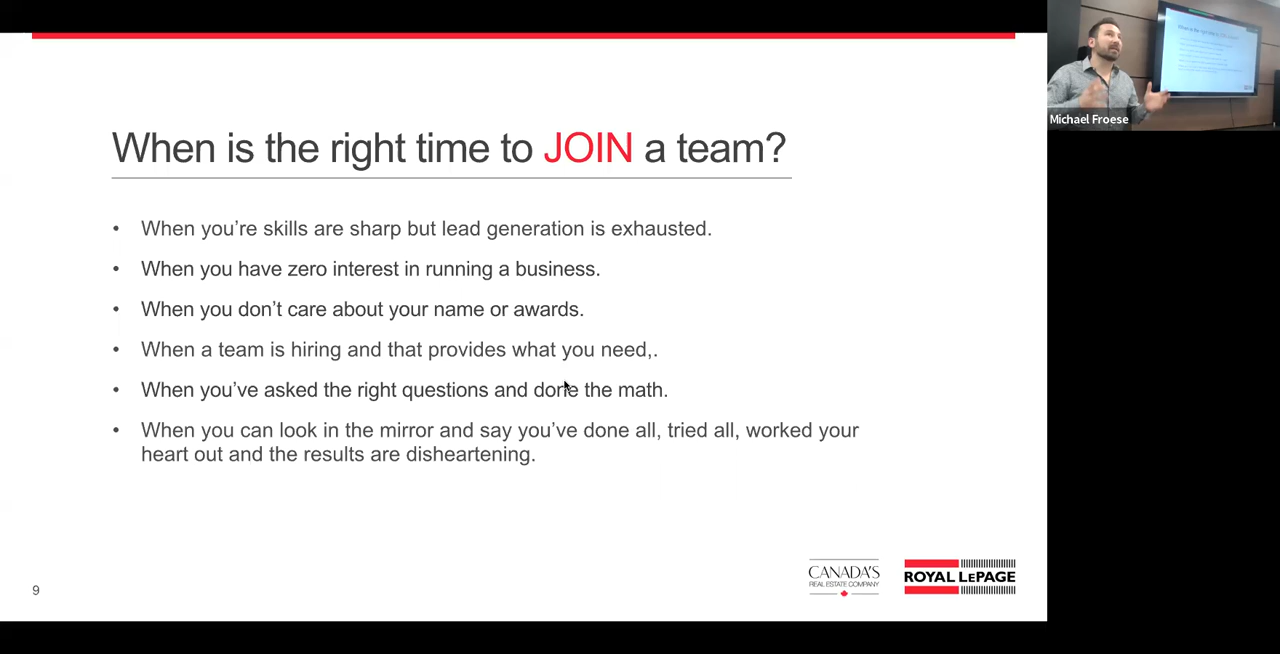 When is the right time to JOIN a team?
• When you’re skills are sharp but lead generation is exhausted.
• When you have zero interest in running a business.
• When you don’t care about your name or awards.
• When a team is hiring and that provides what you need,.
• When you’ve asked the right questions and done the math.
• When you can look in the mirror and say you’ve done all, tried all, worked your
heart out and the results are disheartening.
9
CANADA’S
REAL ESTATE COMPANY
ROYAL LEPAGE
Michael Froese